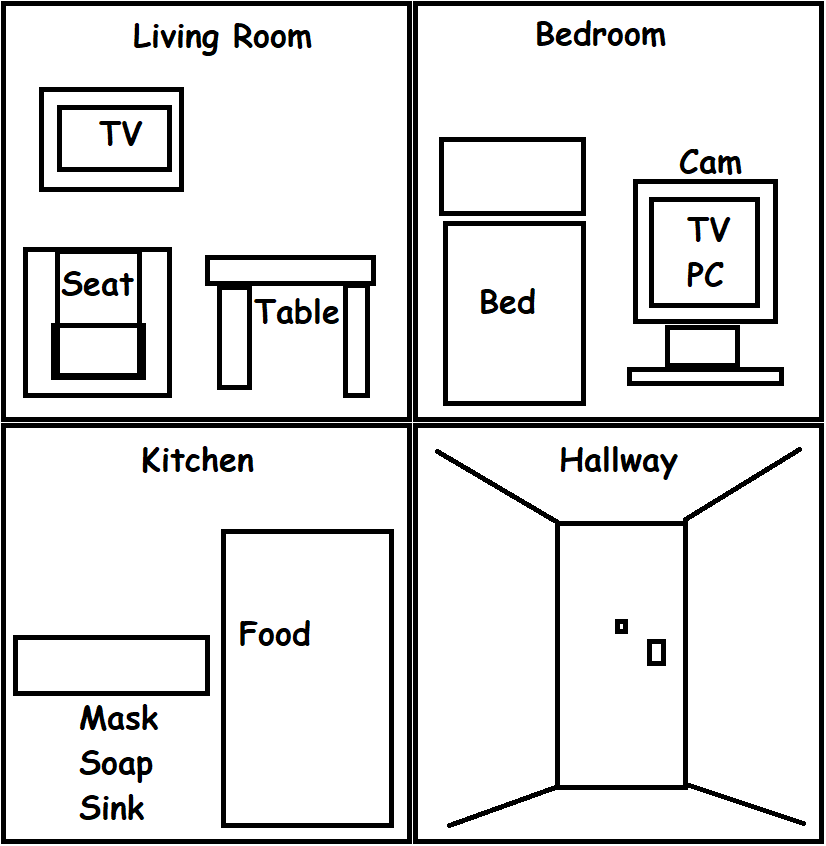 Living Room
TV
Seat
Table
Bedroom
Cam
TV
PC
Bed
Kitchen
Food
Mask
Soap
Sink
Hallway